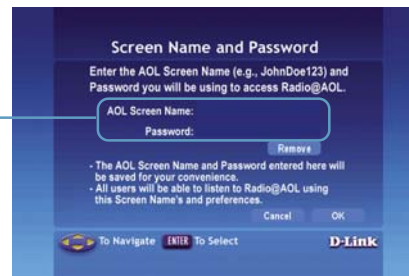 Screen Name and Password
Enter the AOL Screen Name (e.g., JohnDoe123) and
Password you will be using to access Radio@AOL.
AOL Screen Name:
Password:
Remove
- The AOL Screen Name and Password entered here will
be saved for your convenience.
- All users will be able to listen to Radio@AOL using
this Screen Name's and preferences.
Cancel OK
To Navigate ENTER To Select D-Link